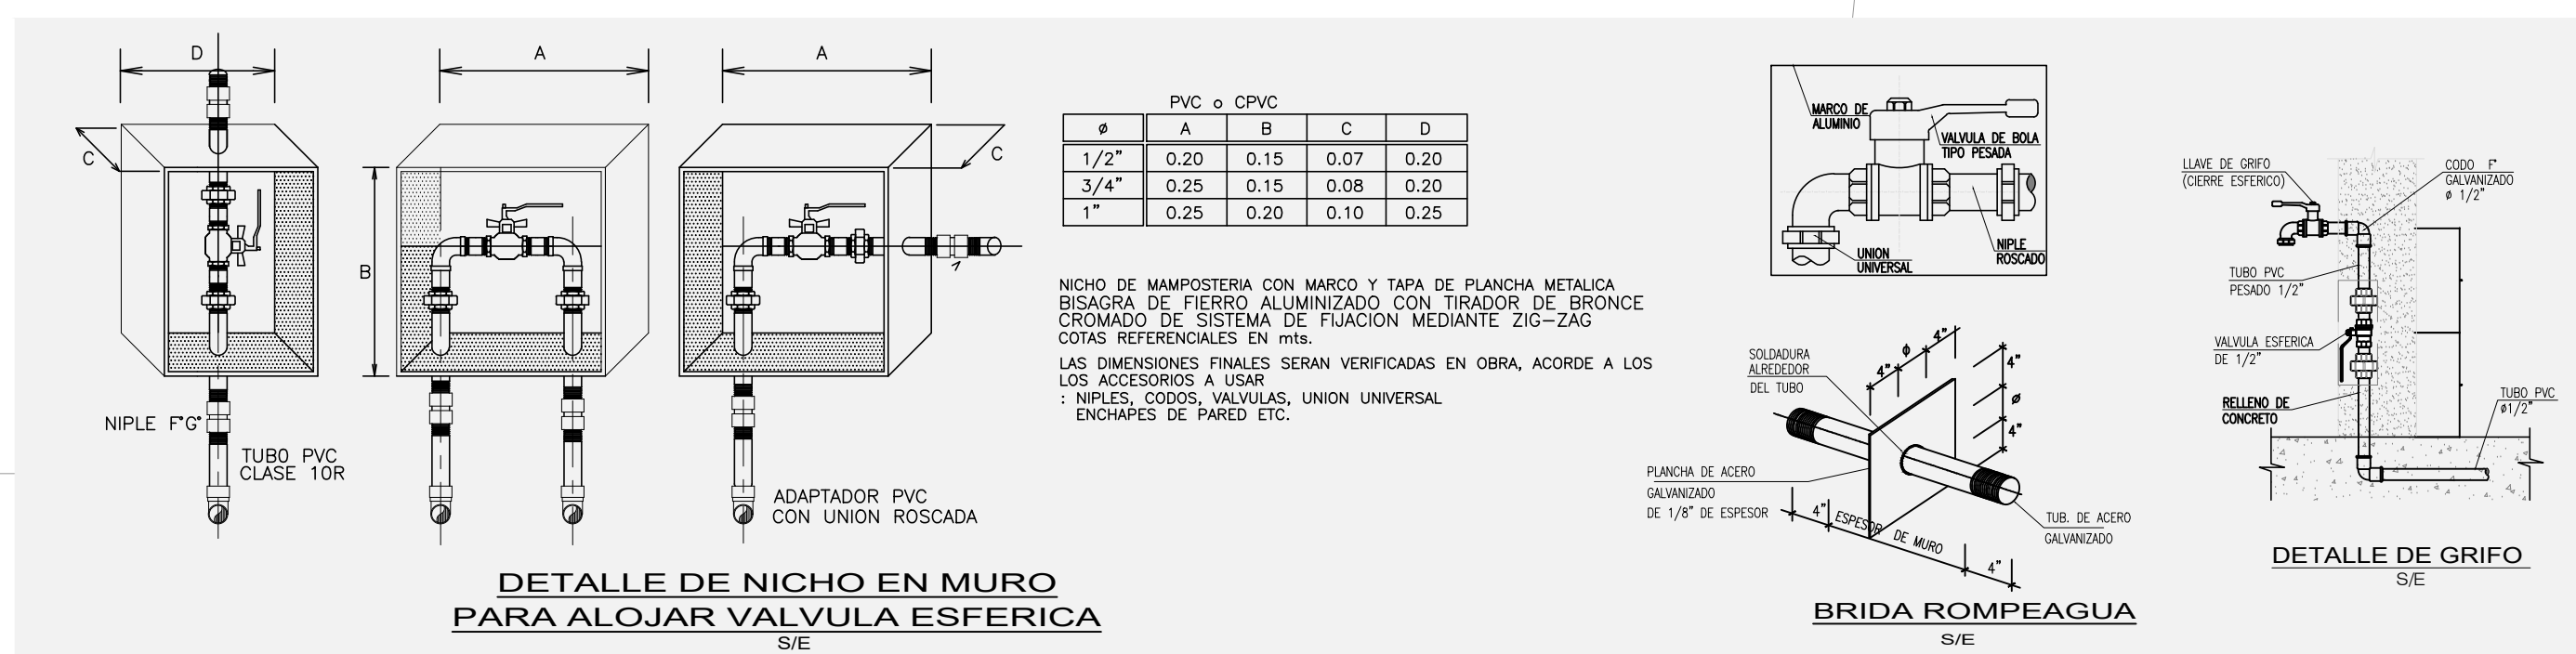 D
C
NIPLE F°G°
TUBO PVC
CLASE 10R
A
B
A
C
ADAPTADOR PVC
CON UNION ROSCADA
DETALLE DE NICHO EN MURO
PARA ALOJAR VALVULA ESFERICA
S/E
PVC o CPVC
ø A B C D
1/2" 0.20 0.15 0.07 0.20
3/4" 0.25 0.15 0.08 0.20
1" 0.25 0.20 0.10 0.25
NICHO DE MAMPOSTERIA CON MARCO Y TAPA DE PLANCHA METALICA
BISAGRA DE FIERRO ALUMINIZADO CON TIRADOR DE BRONCE
CROMADO DE SISTEMA DE FIJACION MEDIANTE ZIG-ZAG
COTAS REFERENCIALES EN mts.
LAS DIMENSIONES FINALES SERAN VERIFICADAS EN OBRA, ACORDE A LOS
LOS ACCESORIOS A USAR
: NIPLES, CODOS, VALVULAS, UNION UNIVERSAL
ENCHAPES DE PARED ETC.
MARCO DE
ALUMINIO
VALVULA DE BOLA
TIPO PESADA
UNION
UNIVERSAL
NIPLE
ROSCADO
SOLDADURA
ALREDEDOR
DEL TUBO
4" ø 4"
4"
ø
4"
PLANCHA DE ACERO
GALVANIZADO
DE 1/8" DE ESPESOR
4" ESPESOR DE MURO 4"
TUB. DE ACERO
GALVANIZADO
BRIDA ROMPEAGUA
S/E
LLAVE DE GRIFO
(CIERRE ESFERICO)
CODO F°
GALVANIZADO
ø 1/2"
TUBO PVC
PESADO 1/2"
VALVULA ESFERICA
DE 1/2"
RELLENO DE
CONCRETO
TUBO PVC
ø1/2"
DETALLE DE GRIFO
S/E